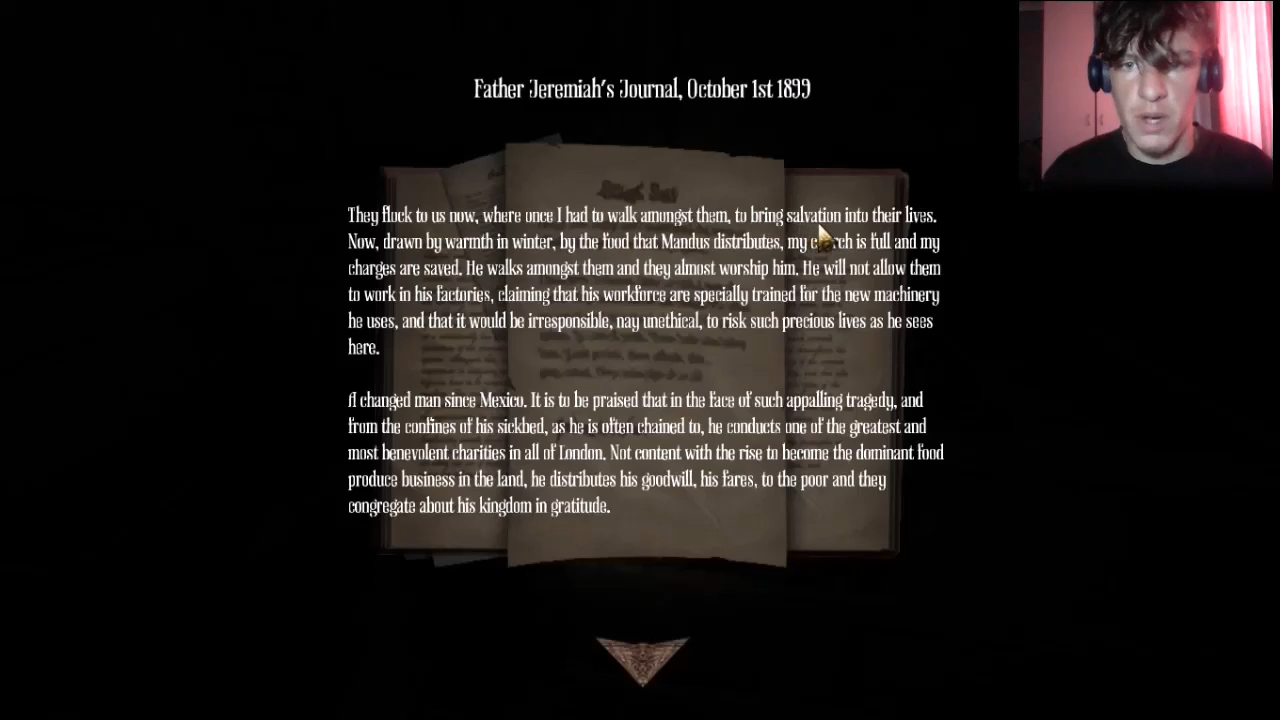 Father Jeremiah's Journal, October 1st 1899
They flock to us now, where once I had to walk amongst them, to bring salvation into their lives.
Now, drawn by warmth in winter, by the food that Mandus distributes, my church is full and my
charges are saved. He walks amongst them and they almost worship him. He will not allow them
to work in his factories, claiming that his workforce are specially trained for the new machinery
he uses, and that it would be irresponsible, nay unethical, to risk such precious lives as he sees
here.
A changed man since Mexico. It is to be praised that in the face of such appalling tragedy, and
from the confines of his sickbed, as he is often chained to, he conducts one of the greatest and
most benevolent charities in all of London. Not content with the rise to become the dominant food
produce business in the land, he distributes his goodwill, his fares, to the poor and they
congregate about his kingdom in gratitude.